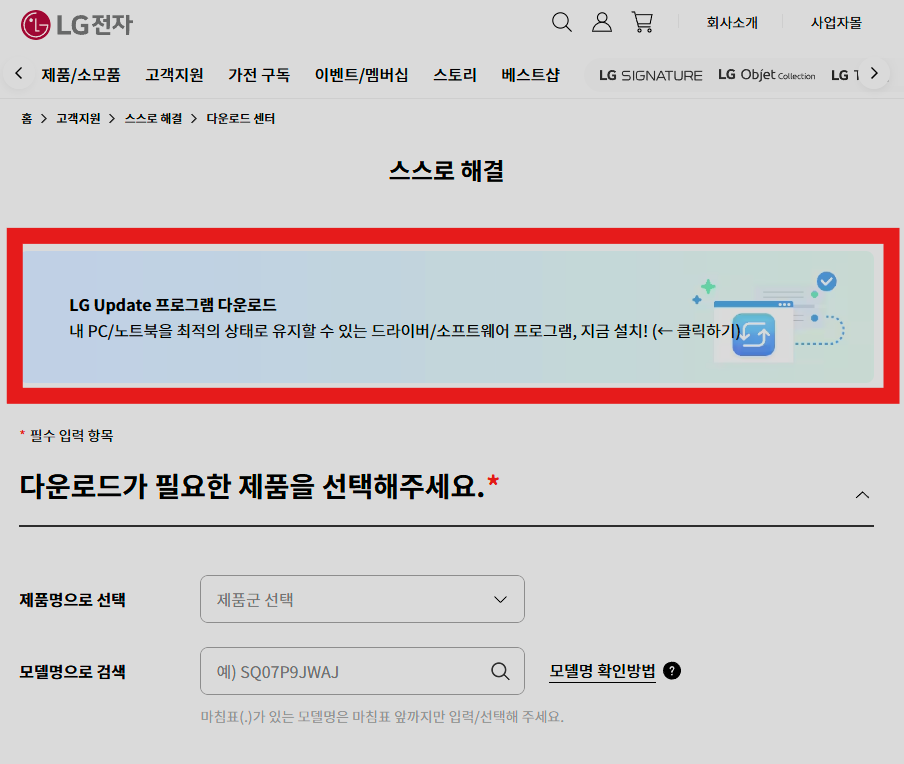 LG전자
회사소개 사업자몰
제품/소모품 고객지원 가전 구독 이벤트/멤버십 스토리 베스트샵 LG SIGNATURE LG Objet Collection LG
홈 > 고객지원 > 스스로 해결 > 다운로드 센터
스스로 해결
LG Update 프로그램 다운로드
내 PC/노트북을 최적의 상태로 유지할 수 있는 드라이버/소프트웨어 프로그램, 지금 설치! (← 클릭하기)
* 필수 입력 항목
다운로드가 필요한 제품을 선택해주세요.*
제품명으로 선택 제품군 선택
모델명으로 검색 예) SQ07P9JWAJ 모델명 확인방법 ?
마침표(.)가 있는 모델명은 마침표 앞까지만 입력/선택해 주세요.